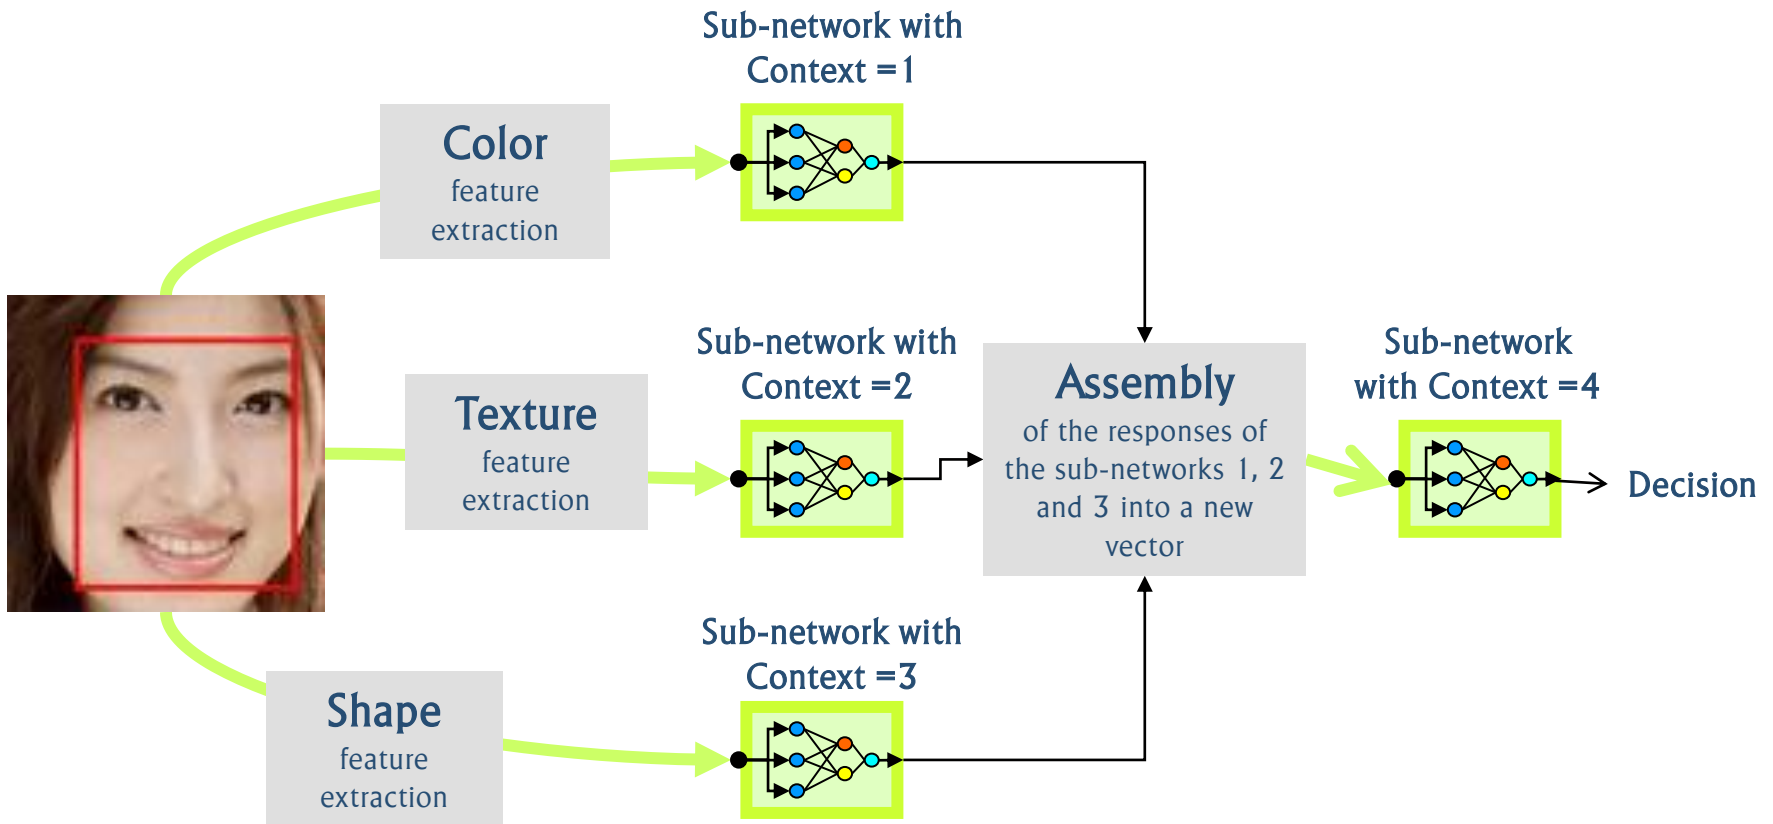 Sub-network with
Context =1
Color
feature
extraction
Sub-network with
Context =2
Texture
feature
extraction
Assembly
of the responses of
the sub-networks 1, 2
and 3 into a new
vector
Sub-network
with Context =4
Decision
Sub-network with
Context =3
Shape
feature
extraction